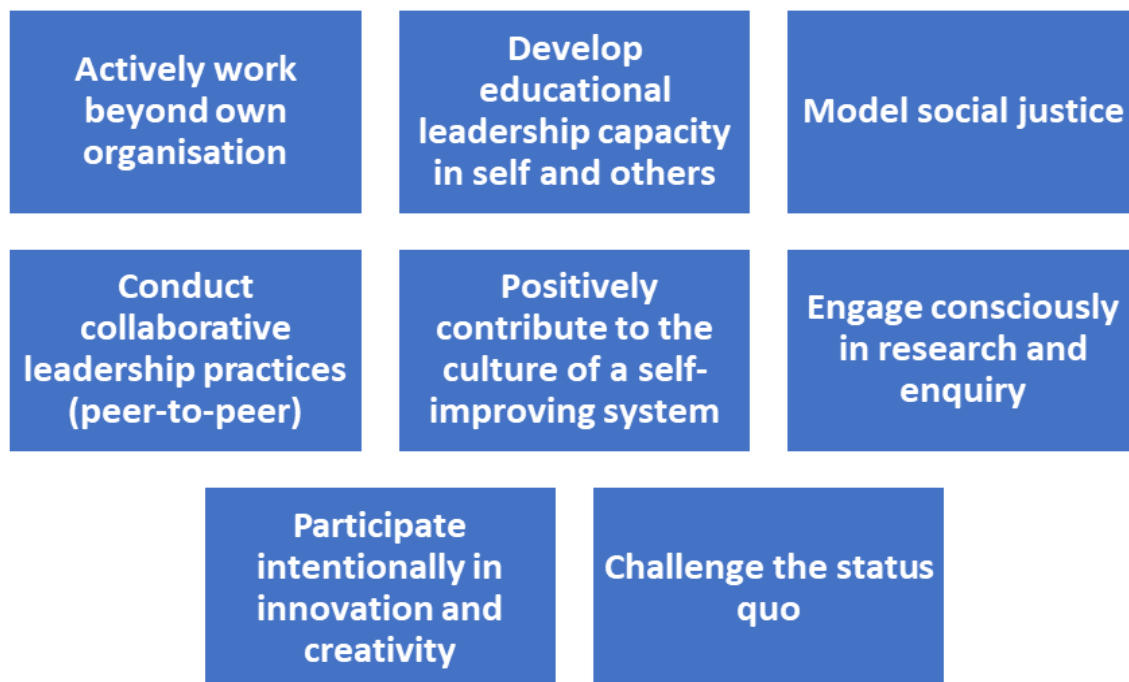 Actively work
beyond own
organisation
Develop
educational
leadership capacity
in self and others
Model social justice
Conduct
collaborative
leadership practices
(peer-to-peer)
Positively
contribute to the
culture of a self-
improving system
Engage consciously
in research and
enquiry
Participate
intentionally in
innovation and
creativity
Challenge the status
quo